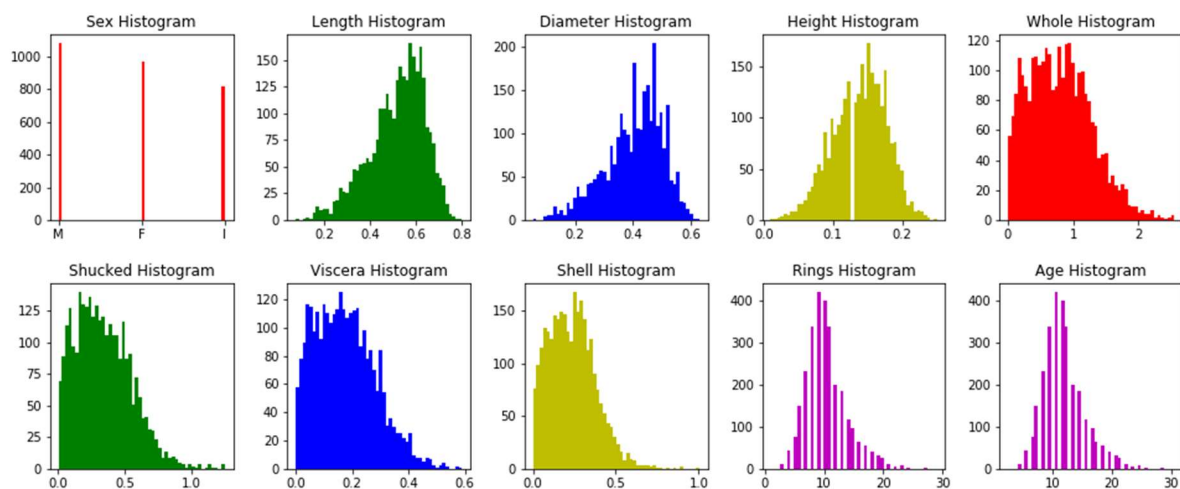 Sex Histogram
1000
800
600
400
200
0
M F I
Length Histogram
150
125
100
75
50
25
0
0.2 0.4 0.6 0.8
Diameter Histogram
200
150
100
50
0
0.2 0.4 0.6
Height Histogram
150
100
50
0
0.0 0.1 0.2
Whole Histogram
120
100
80
60
40
20
0
0 1 2
Shucked Histogram
125
100
75
50
25
0
0.0 0.5 1.0
Viscera Histogram
120
100
80
60
40
20
0
0.0 0.2 0.4 0.6
Shell Histogram
150
100
50
0
0.0 0.5 1.0
Rings Histogram
400
300
200
100
0
10 20 30
Age Histogram
400
300
200
100
0
10 20 30